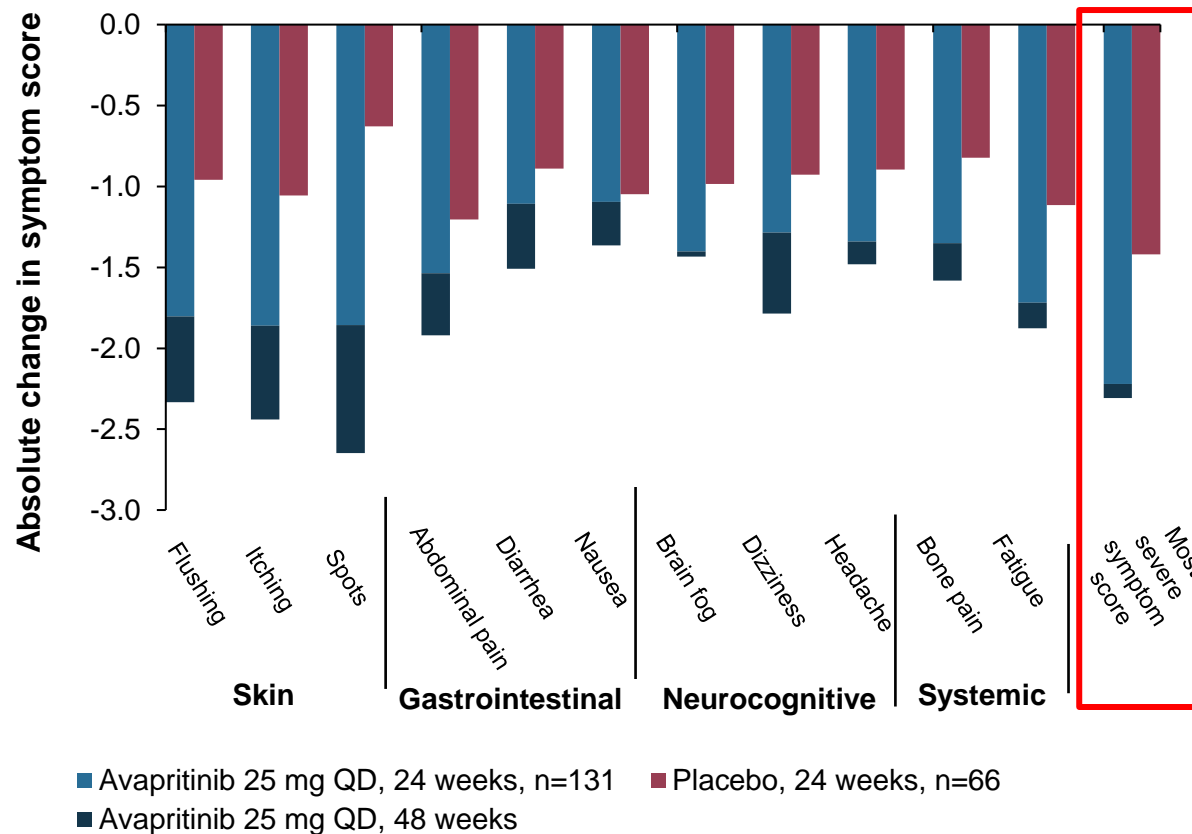 Absolute change in symptom score
0.0
-0.5
-1.0
-1.5
-2.0
-2.5
-3.0
Flushing
Itching
Spots
Abdominal pain
Diarrhea
Nausea
Brain fog
Dizziness
Headache
Bone pain
Fatigue
Most
severe
symptom
score
Skin
Gastrointestinal
Neurocognitive
Systemic
Avapritinib 25 mg QD, 24 weeks, n=131
Placebo, 24 weeks, n=66
Avapritinib 25 mg QD, 48 weeks